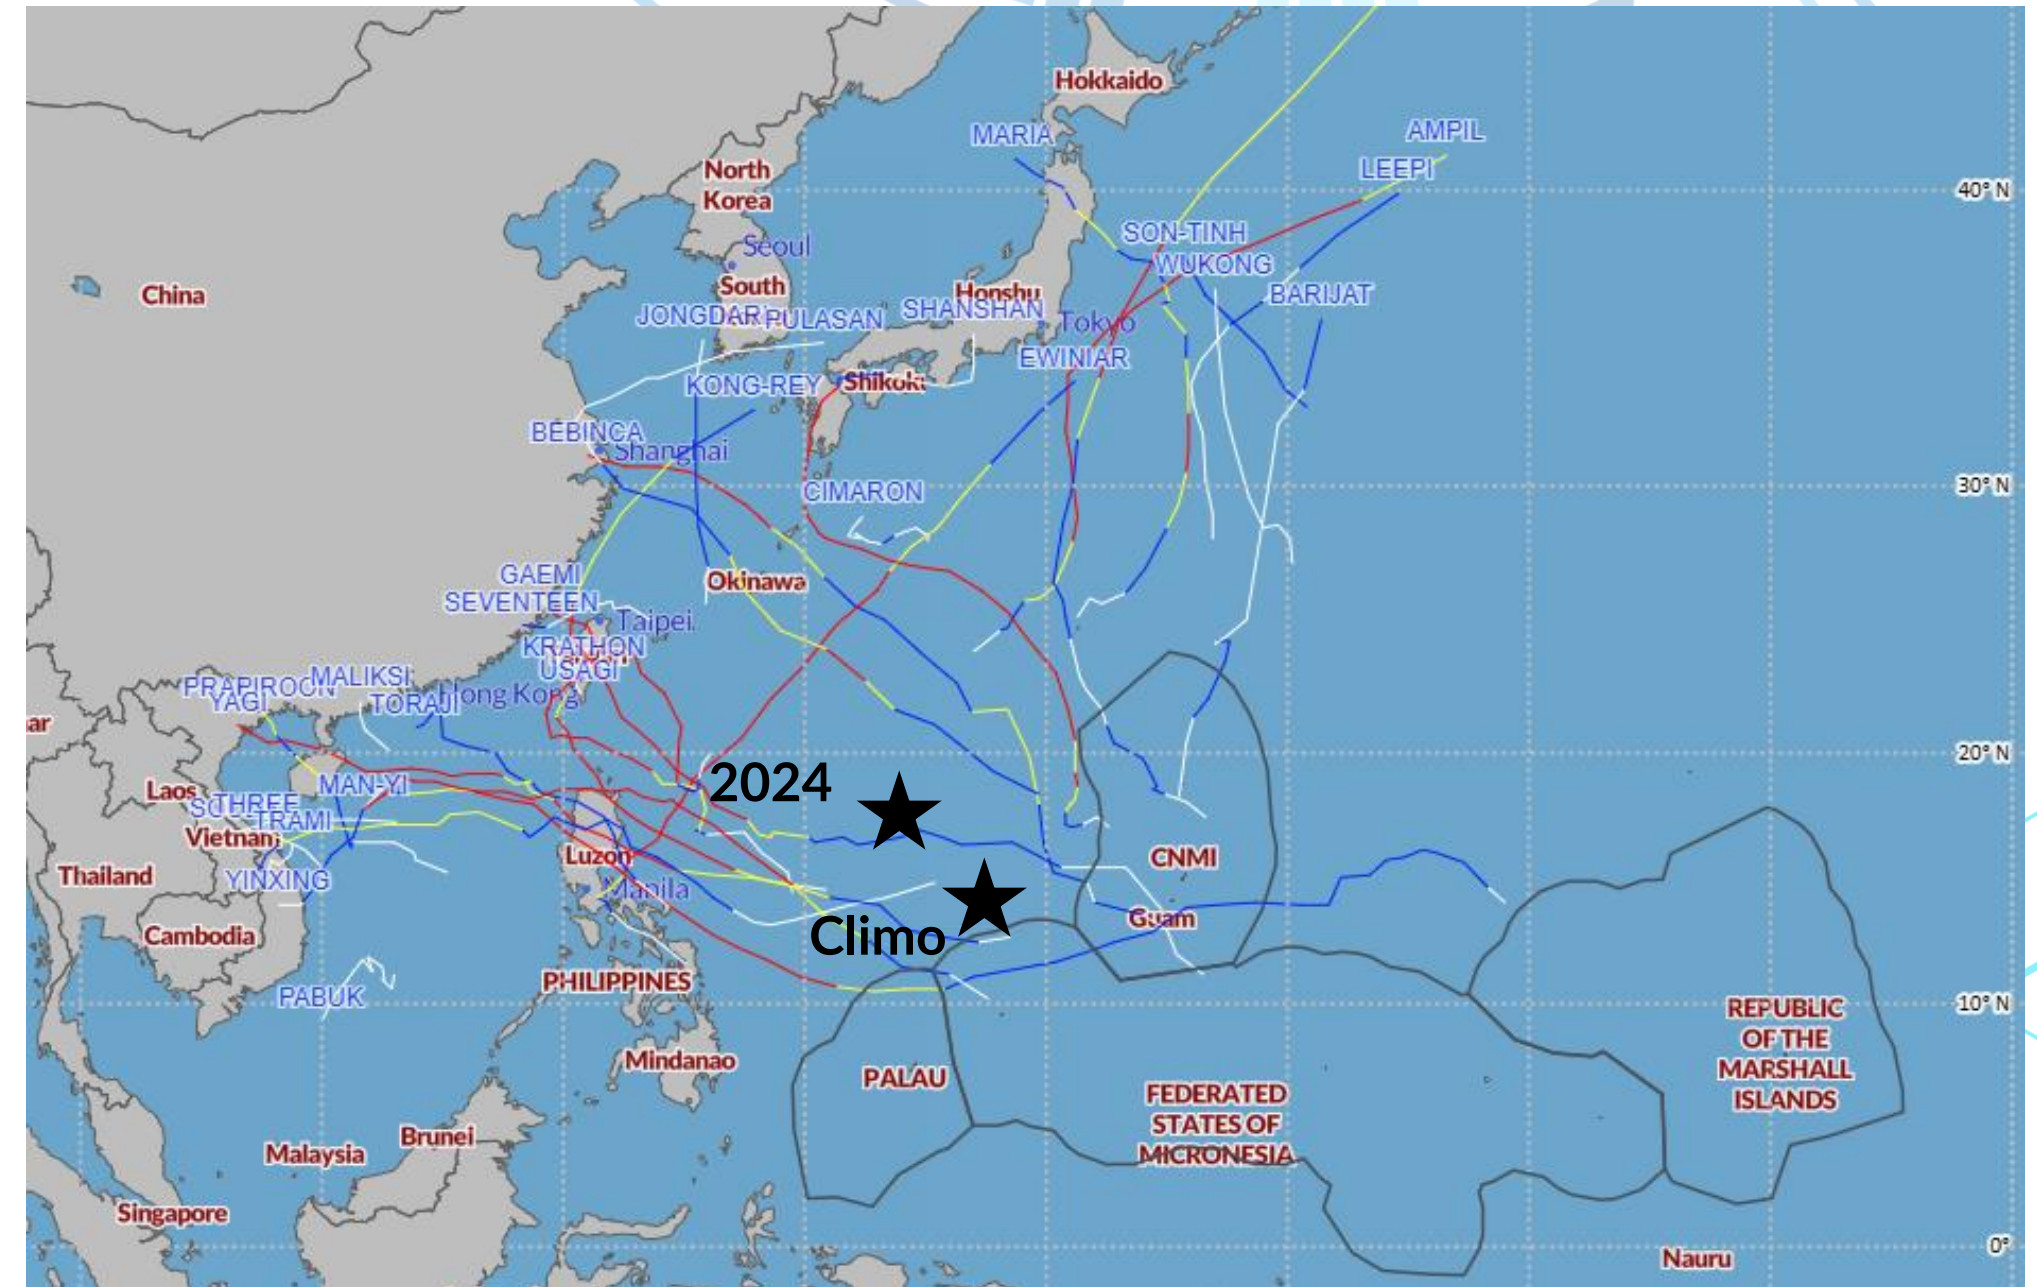 Hokkaido
MARIA
AMPIL
LEEPI
North
Korea
40° N
SON-TINH
Seoul
WUKONG
South
China
Honshu
BARIJAT
JONGDARI
PULASAN
SHANSHAN
Tokyo
EWINIAR
KONG-REY
Shikoku
BEBINCA
Shanghai
CIMARON
30° N
GAEMI
Okinawa
SEVENTEEN
Taipei
KRATHON
USAGI
PRAPIROON
MALIKSI
YAGI
TORAJI
Hong Kong
ar
20° N
2024
Laos
MAN-YI
THREE
TRAMI
Vietnam
Luzon
CNMI
Thailand
YINXING
Manila
Guam
Climo
Cambodia
PHILIPPINES
PABUK
10° N
REPUBLIC
OF THE
MARSHALL
ISLANDS
Mindanao
PALAU
FEDERATED
STATES OF
MICRONESIA
Brunei
Malaysia
Singapore
0°
Nauru